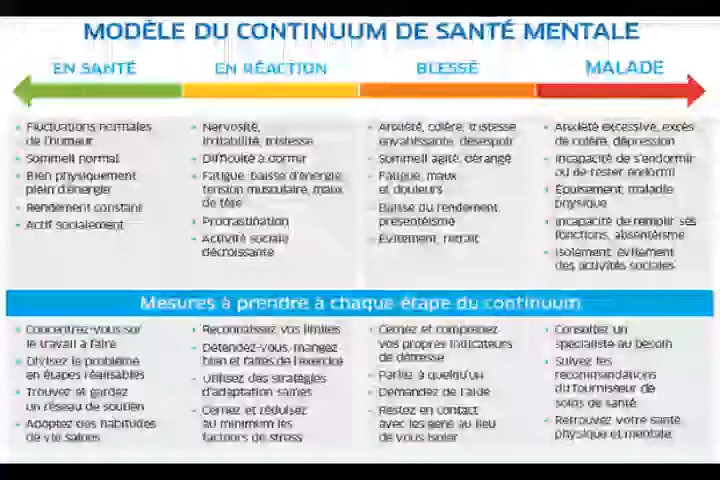 MODÈLE DU CONTINUUM DE SANTÉ MENTALE
EN SANTÉ
EN RÉACTION
BLESSÉ
MALADE
• Fluctuations normales
de l'humeur
• Sommeil normal
• Bien physiquement
plein d'énergie
• Rendement constant
• Actif socialement
• Nervosité,
irritabilité, tristesse
• Difficulté à dormir
• Fatigue, baisse d'énergie,
tension musculaire, maux
de tête
• Procrastination
• Activité sociale
décroissante
• Anxiété, colère, tristesse
envahissante, désespoir
• Sommeil agité, dérangé
• Fatigue, maux
et douleurs
• Baisse du rendement,
présentéisme
• Évitement, retrait
• Anxiété excessive, excès
de colère, dépression
• Incapacité de s'endormir
ou de rester endormi
• Épuisement, maladie
physique
• Incapacité de remplir ses
fonctions, absentéisme
• Isolement, évitement
des activités sociales
Mesures à prendre à chaque étape du continuum
• Concentrez-vous sur
le travail à faire
• Divisez le problème
en étapes réalisables
• Trouvez et gardez
un réseau de soutien
• Adoptez des habitudes
de vie saines
• Reconnaissez vos limites
• Détendez-vous, mangez
bien et faites de l'exercice
• Utilisez des stratégies
d'adaptation saines
• Cernez et réduisez
au minimum les
facteurs de stress
• Cernez et comprenez
vos propres indicateurs
de détresse
• Parlez à quelqu'un
• Demandez de l'aide
• Restez en contact
avec les gens au lieu
de vous isoler
• Consultez un
spécialiste au besoin
• Suivez les
recommandations
du fournisseur de
soins de santé
• Retrouvez votre santé
physique et mentale